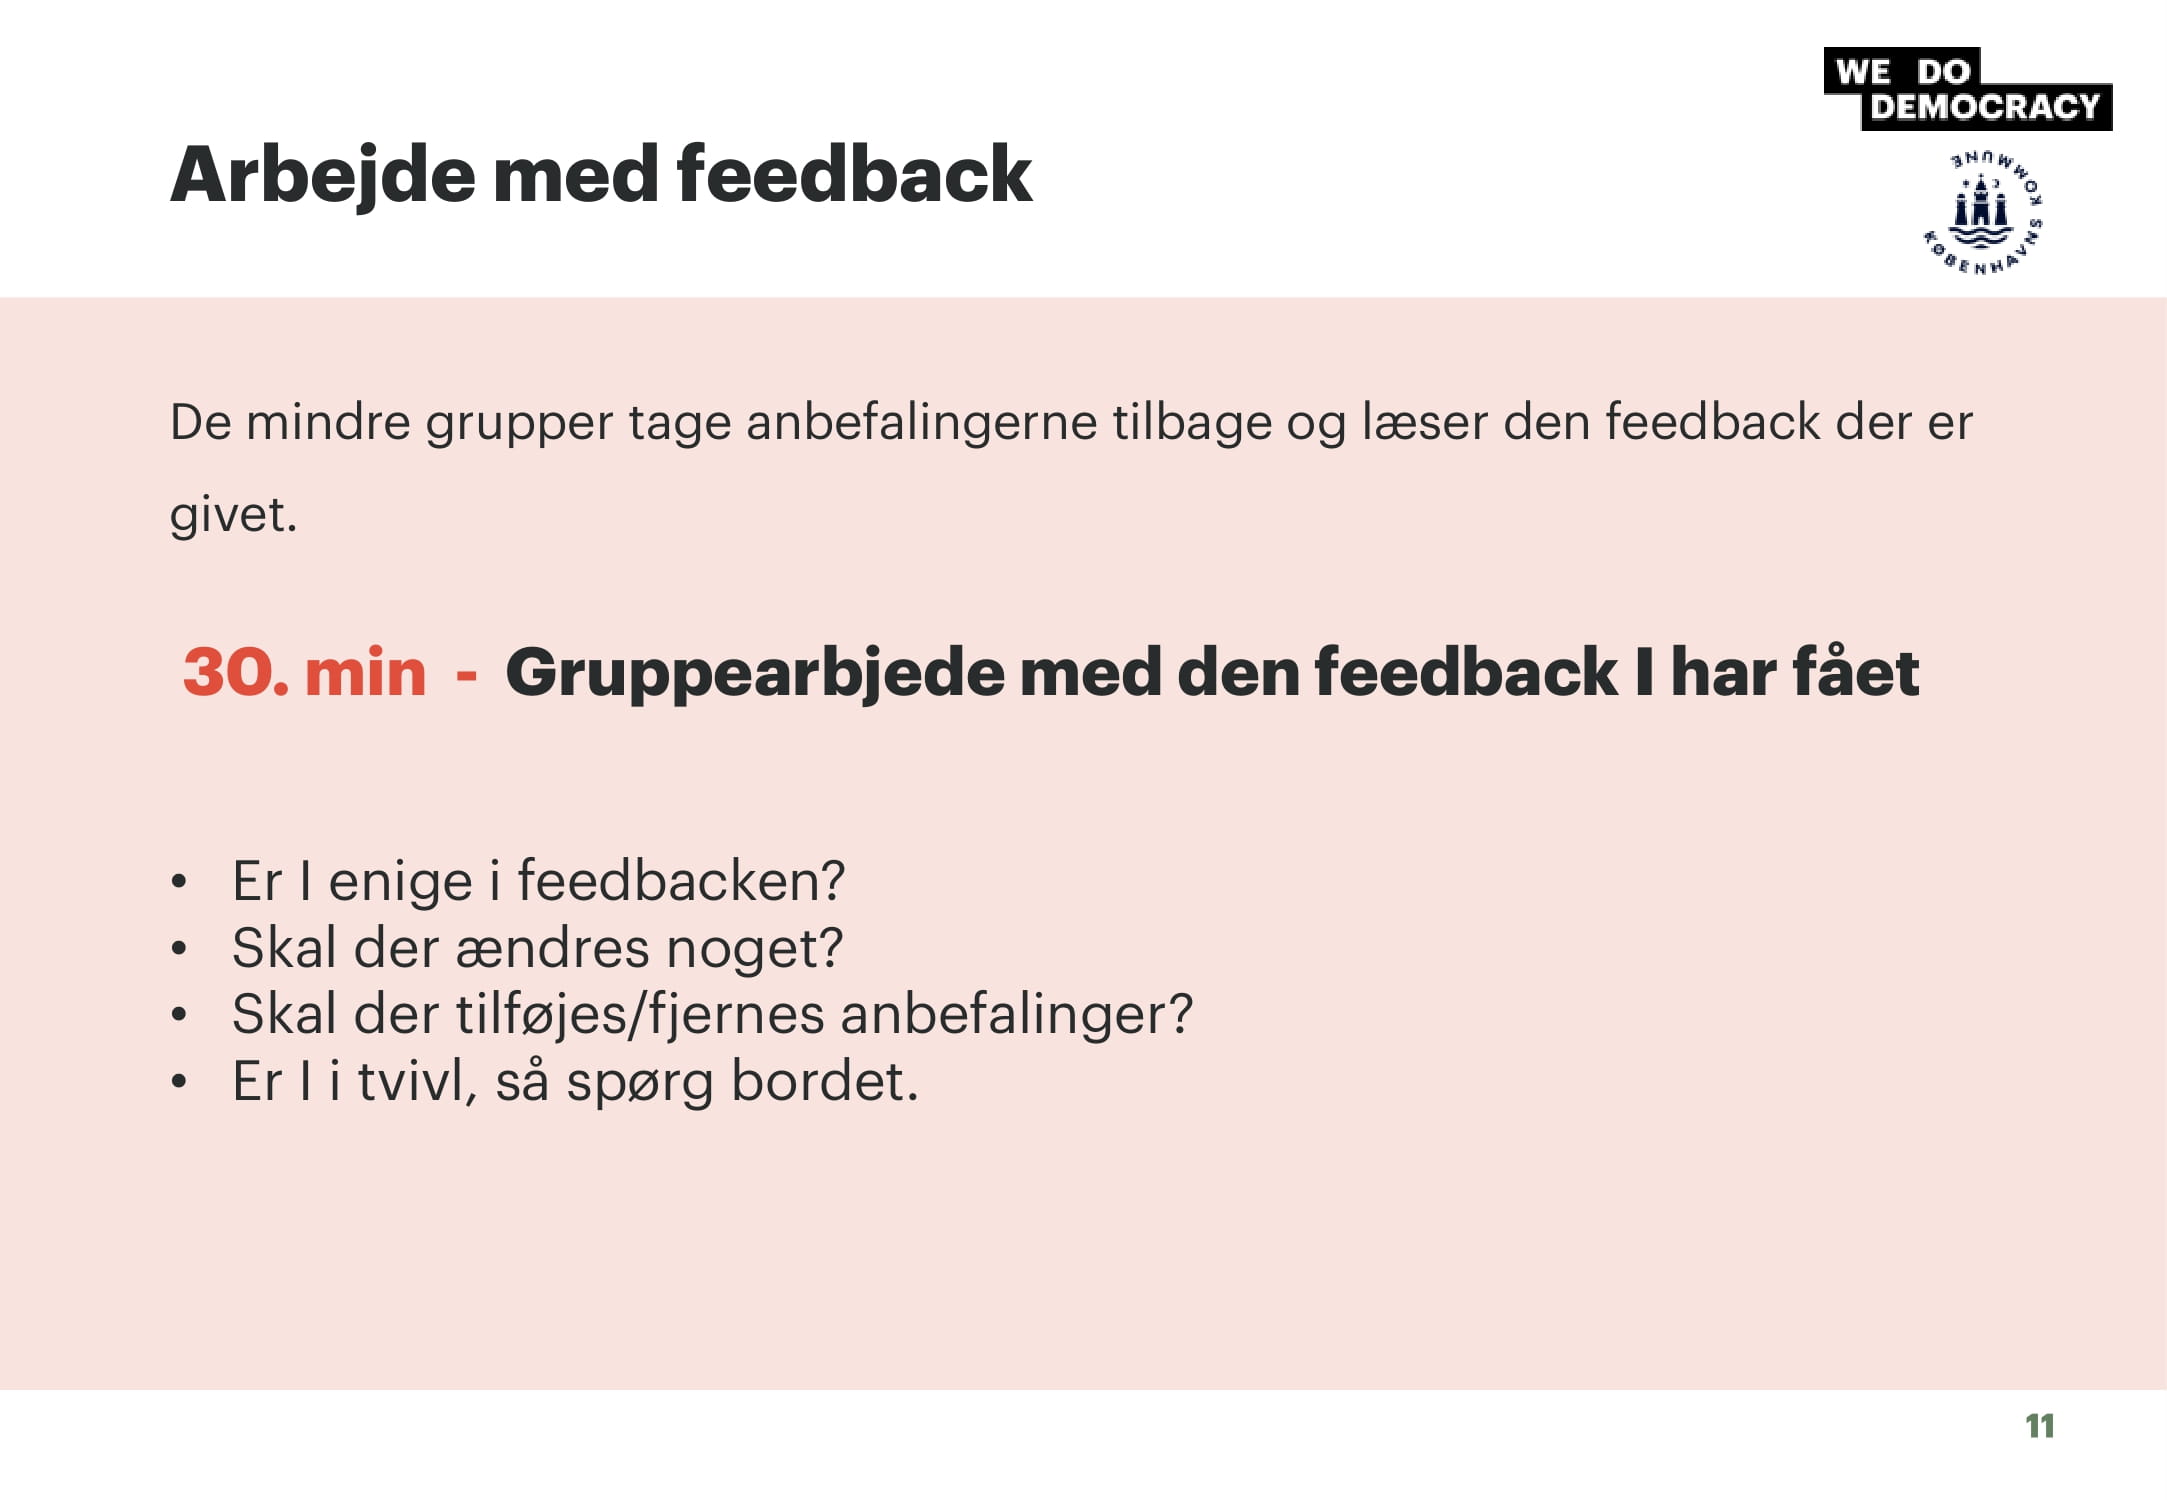 WE DO
DEMOCRACY
KØBENHAVNS KOMMUNE
Arbejde med feedback
De mindre grupper tage anbefalingerne tilbage og læser den feedback der er
givet.
30. min - Gruppearbjede med den feedback I har fået
• Er I enige i feedbacken?
• Skal der ændres noget?
• Skal der tilføjes/fjernes anbefalinger?
• Er I i tvivl, så spørg bordet.
11